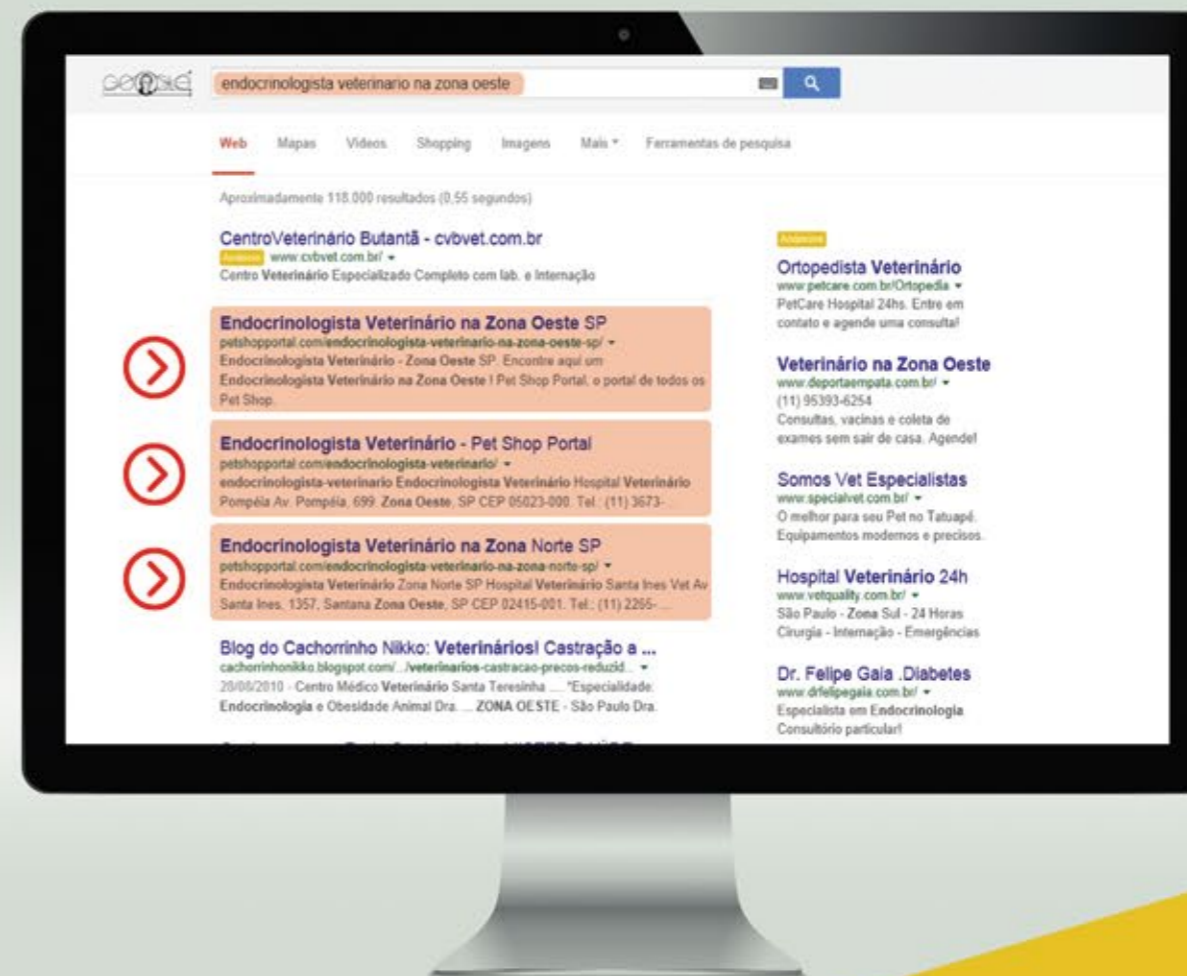 Google
endocrinologista veterinario na zona oeste
Web Mapas Vídeos Shopping Imagens Mais Ferramentas de pesquisa
Aproximadamente 118.000 resultados (0,55 segundos)
CentroVeterinário Butantã - cvbvet.com.br
Anúncio www.cvbvet.com.br/
Centro Veterinário Especializado Completo com lab. e Internação
Endocrinologista Veterinário na Zona Oeste SP
petshopportal.com/endocrinologista-veterinario-na-zona-oeste-sp/
Endocrinologista Veterinário - Zona Oeste SP. Encontre aqui um
Endocrinologista Veterinário na Zona Oeste ! Pet Shop Portal, o portal de todos os
Pet Shop.
Endocrinologista Veterinário - Pet Shop Portal
petshopportal.com/endocrinologista-veterinario/
endocrinologista-veterinario Endocrinologista Veterinário Hospital Veterinário
Pompéia Av. Pompéia, 699. Zona Oeste, SP CEP 05023-000. Tel.: (11) 3673-...
Endocrinologista Veterinário na Zona Norte SP
petshopportal.com/endocrinologista-veterinario-na-zona-norte-sp/
Endocrinologista Veterinário Zona Norte SP Hospital Veterinário Santa Ines Vet Av
Santa Ines, 1357, Santana Zona Oeste, SP CEP 02415-001. Tel.: (11) 2265-...
Blog do Cachorrinho Nikko: Veterinários! Castração a ...
cachorrinhonikko.blogspot.com/.../veterinarios-castracao-precos-reduzid...
28/08/2010 - Centro Médico Veterinário Santa Teresinha ..... *Especialidade:
Endocrinologia e Obesidade Animal Dra. ... ZONA OESTE - São Paulo Dra.
Anúncios
Ortopedista Veterinário
www.petcare.com.br/Ortopedia
PetCare Hospital 24hs. Entre em
contato e agende uma consulta!
Veterinário na Zona Oeste
www.deportaempata.com.br/
(11) 95393-6254
Consultas, vacinas e coleta de
exames sem sair de casa. Agende!
Somos Vet Especialistas
www.specialvet.com.br/
O melhor para seu Pet no Tatuapé.
Equipamentos modernos e precisos.
Hospital Veterinário 24h
www.vetquality.com.br/
São Paulo - Zona Sul - 24 Horas
Cirurgia - Internação - Emergências
Dr. Felipe Gaia .Diabetes
www.drfelipegaia.com.br/
Especialista em Endocrinologia
Consultório particular!